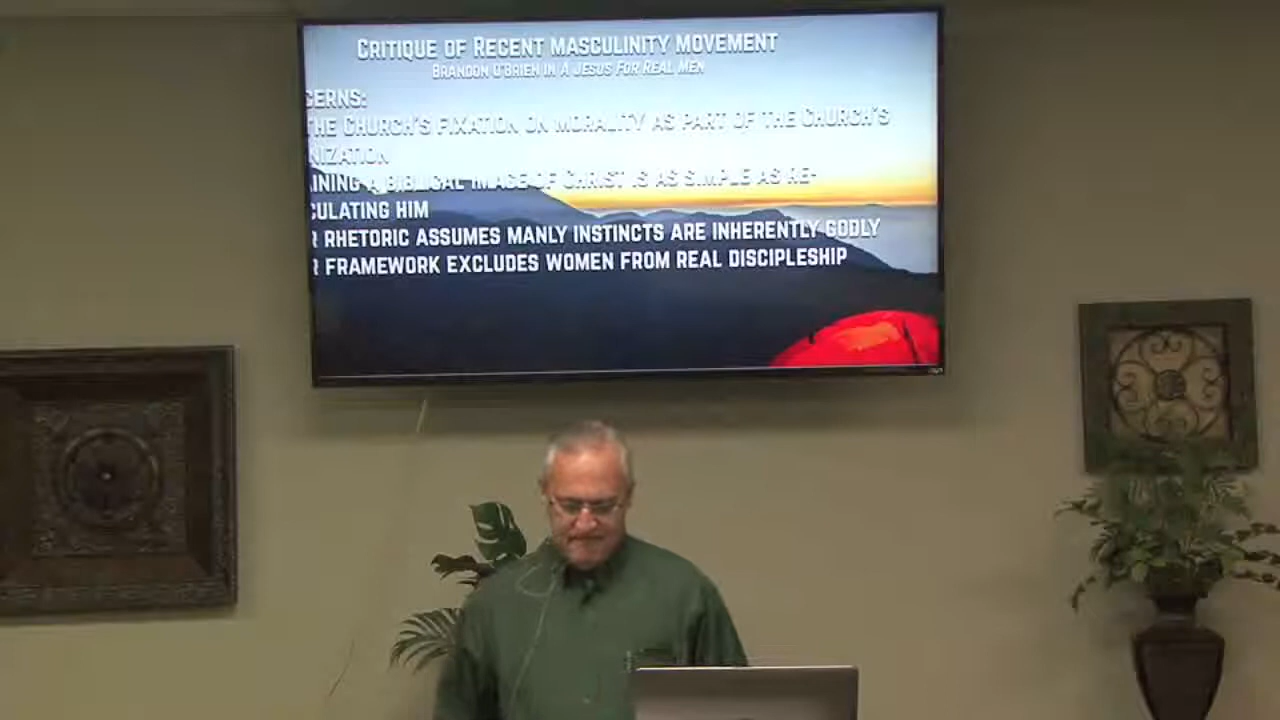 CRITIQUE OF RECENT MASCULINITY MOVEMENT
BRANDON O'BRIEN IN A JESUS FOR REAL MEN
CERNS:
THE CHURCH'S FIXATION ON MORALITY AS PART OF THE CHURCH'S
NIZATION
INING A BIBLICAL IMAGE OF CHRIST IS AS SIMPLE AS RE-
CULATING HIM
R RHETORIC ASSUMES MANLY INSTINCTS ARE INHERENTLY GODLY
R FRAMEWORK EXCLUDES WOMEN FROM REAL DISCIPLESHIP